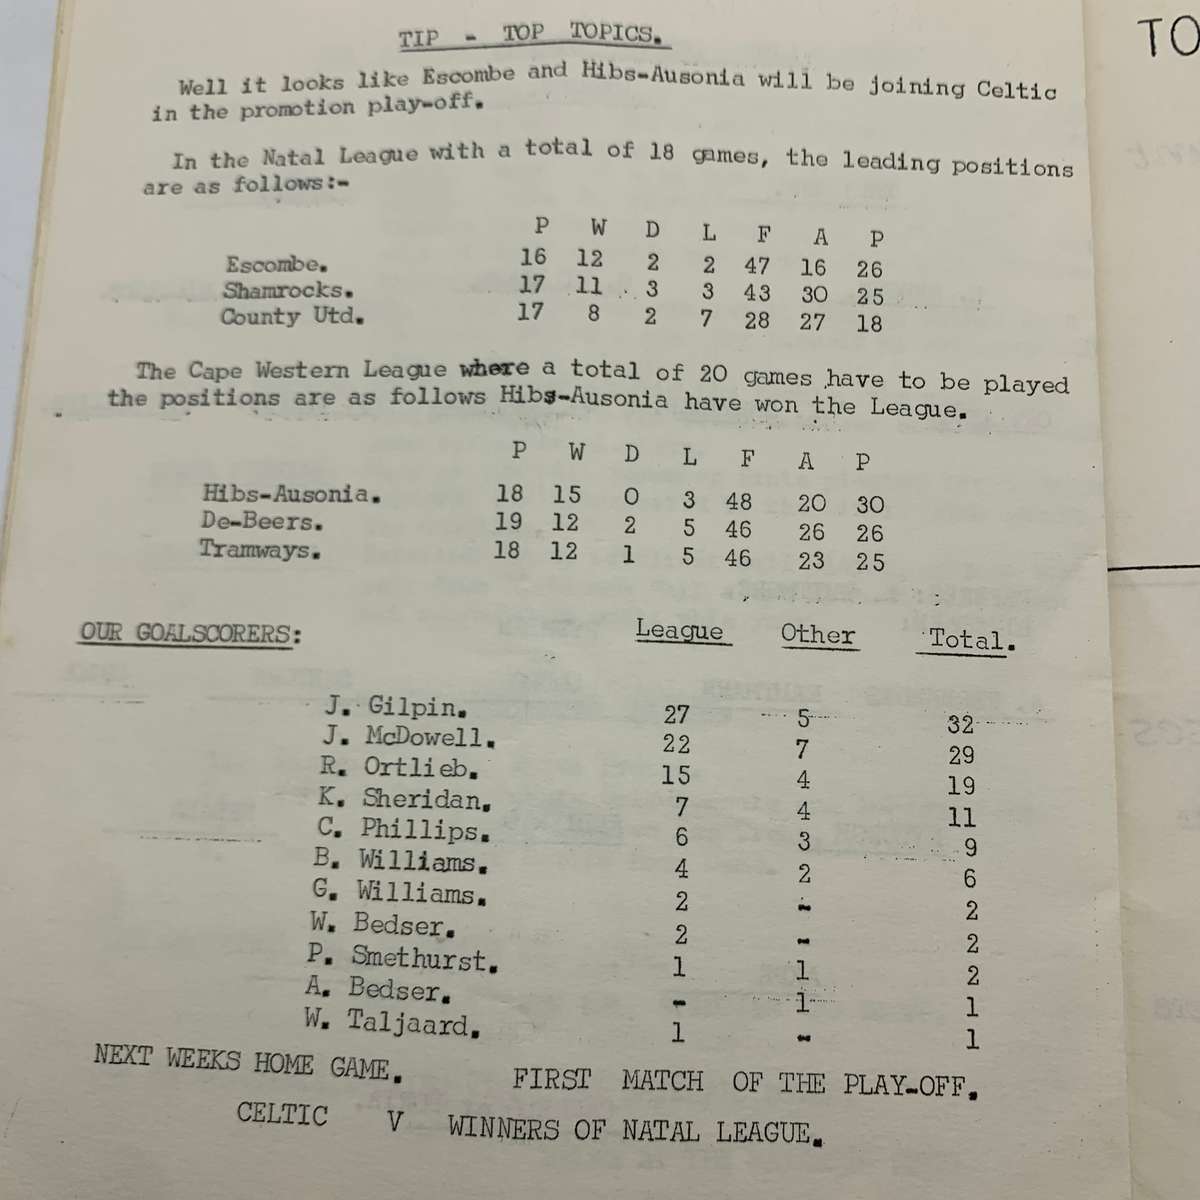 TIP - TOP TOPICS.
TO
Well it looks like Escombe and Hibs-Ausonia will be joining Celtic
in the promotion play-off.
In the Natal League with a total of 18 games, the leading positions
are as follows:-
P W D L F A P
Escombe. 16 12 2 2 47 16 26
Shamrocks. 17 11 3 3 43 30 25
County Utd. 17 8 2 7 28 27 18
The Cape Western League where a total of 20 games have to be played
the positions are as follows Hibs-Ausonia have won the League.
P W D L F A P
Hibs-Ausonia. 18 15 0 3 48 20 30
De-Beers. 19 12 2 5 46 26 26
Tramways. 18 12 1 5 46 23 25
OUR GOALSCORERS: League Other Total.
J. Gilpin. 27 5 32
J. McDowell. 22 7 29
R. Ortlieb. 15 4 19
K. Sheridan. 7 4 11
C. Phillips. 6 3 9
B. Williams. 4 2 6
G. Williams. 2 - 2
W. Bedser. 2 - 2
P. Smethurst. 1 1 2
A. Bedser. - 1 1
W. Taljaard. 1 - 1
NEXT WEEKS HOME GAME. FIRST MATCH OF THE PLAY-OFF.
CELTIC V WINNERS OF NATAL LEAGUE.